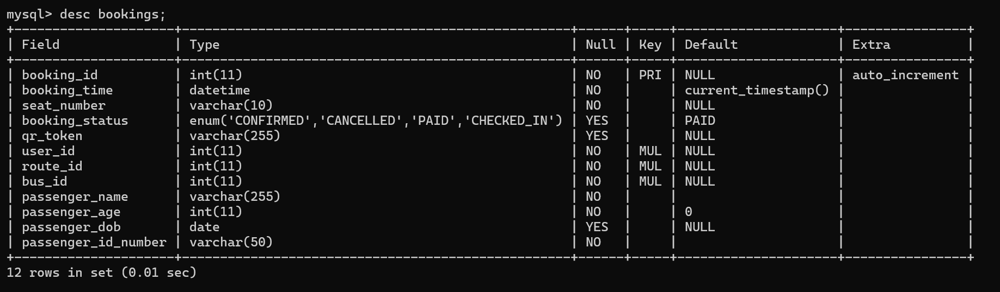 mysql> desc bookings;
+---------------------+---------------------------------------------------+------+-----+---------------------+----------------+
| Field               | Type                                              | Null | Key | Default             | Extra          |
+---------------------+---------------------------------------------------+------+-----+---------------------+----------------+
| booking_id          | int(11)                                           | NO   | PRI | NULL                | auto_increment |
| booking_time        | datetime                                          | NO   |     | current_timestamp() |                |
| seat_number         | varchar(10)                                       | NO   |     | NULL                |                |
| booking_status      | enum('CONFIRMED','CANCELLED','PAID','CHECKED_IN') | YES  |     | PAID                |                |
| qr_token            | varchar(255)                                      | YES  |     | NULL                |                |
| user_id             | int(11)                                           | NO   | MUL | NULL                |                |
| route_id            | int(11)                                           | NO   | MUL | NULL                |                |
| bus_id              | int(11)                                           | NO   | MUL | NULL                |                |
| passenger_name      | varchar(255)                                      | NO   |     |                     |                |
| passenger_age       | int(11)                                           | NO   |     | 0                   |                |
| passenger_dob       | date                                              | YES  |     | NULL                |                |
| passenger_id_number | varchar(50)                                       | NO   |     |                     |                |
+---------------------+---------------------------------------------------+------+-----+---------------------+----------------+
12 rows in set (0.01 sec)